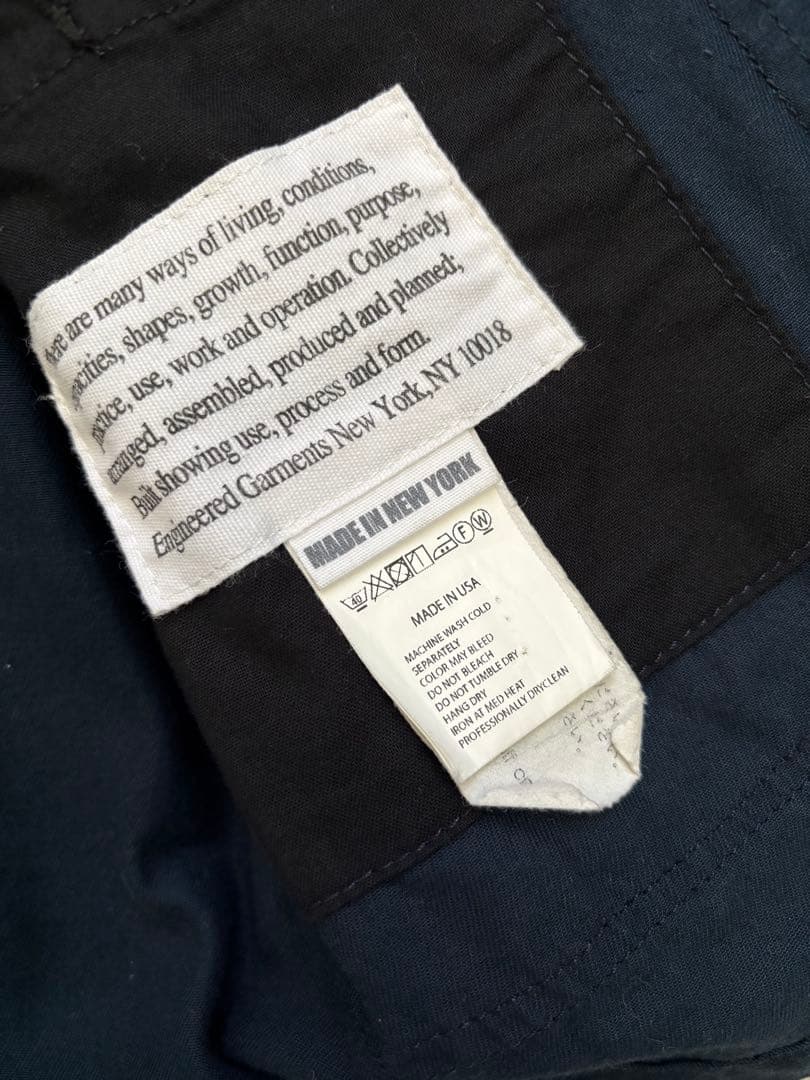 are many ways of living, conditions,
shapes, growth, function, purpose,
practice, use, work and operation. Collectively
arranged, assembled, produced and planned;
Built showing use, process and form.
Engineered Garments New York, NY 10018
MADE IN NEW YORK
40 F W
MADE IN USA
MACHINE WASH COLD
SEPARATELY
COLOR MAY BLEED
DO NOT BLEACH
DO NOT TUMBLE DRY
HANG DRY
IRON AT MED HEAT
PROFESSIONALLY DRYCLEAN